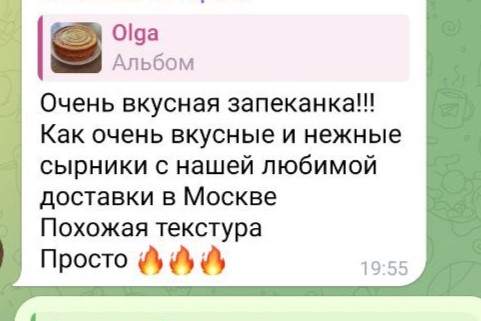 Olga
Альбом
Очень вкусная запеканка!!!
Как очень вкусные и нежные
сырники с нашей любимой
доставки в Москве
Похожая текстура
Просто 🔥🔥🔥
19:55